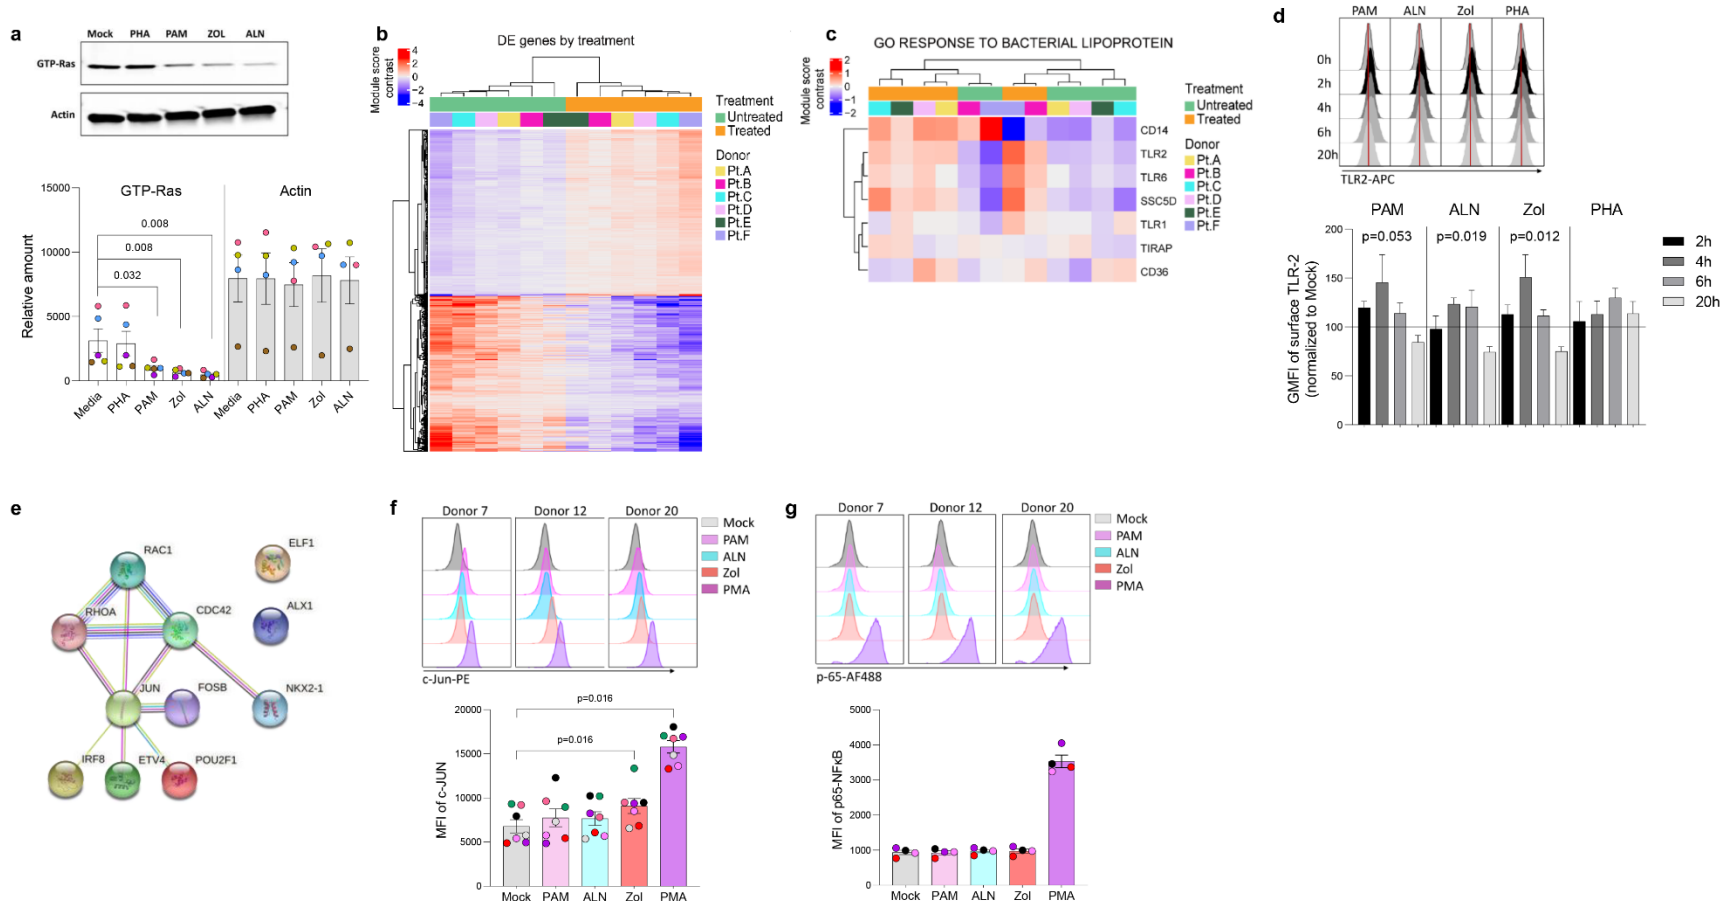 a
Mock PHA PAM ZOL ALN
GTP-Ras
Actin
GTP-Ras Actin
Relative amount
15000
10000
5000
0
0.008
0.008
0.032
Media PHA PAM Zol ALN Media PHA PAM Zol ALN
b
DE genes by treatment
Module score
contrast
4
2
0
−2
−4
Treatment
Untreated
Treated
Donor
Pt.A
Pt.B
Pt.C
Pt.D
Pt.E
Pt.F
c
GO RESPONSE TO BACTERIAL LIPOPROTEIN
Module score
contrast
2
1
0
−1
−2
Treatment
Untreated
Treated
Donor
Pt.A
Pt.B
Pt.C
Pt.D
Pt.E
Pt.F
CD14
TLR2
TLR6
SSC5D
TLR1
TIRAP
CD36
d
PAM ALN Zol PHA
0h
2h
4h
6h
20h
TLR2-APC
PAM ALN Zol PHA
p=0.053 p=0.019 p=0.012
GMFI of surface TLR-2
(normalized to Mock)
200
150
100
50
0
2h
4h
6h
20h
e
RAC1
ELF1
RHOA
CDC42
ALX1
JUN
FOSB
NKX2-1
IRF8
ETV4
POU2F1
f
Donor 7 Donor 12 Donor 20
Mock
PAM
ALN
Zol
PMA
c-Jun-PE
p=0.016
p=0.016
MFI of c-JUN
20000
15000
10000
5000
0
Mock PAM ALN Zol PMA
g
Donor 7 Donor 12 Donor 20
Mock
PAM
ALN
Zol
PMA
p-65-AF488
MFI of p65-NFκB
5000
4000
3000
2000
1000
0
Mock PAM ALN Zol PMA